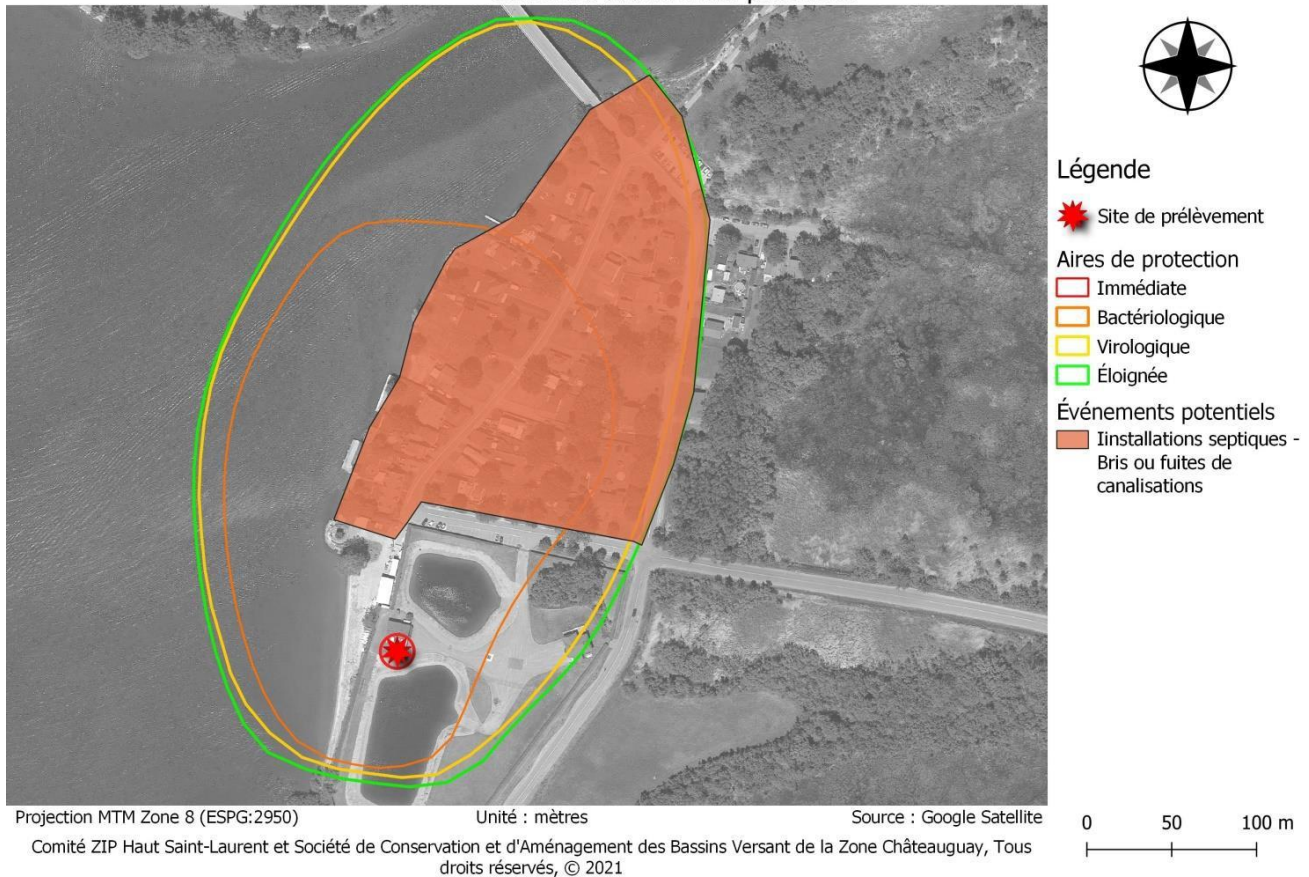 Légende
Site de prélèvement
Aires de protection
Immédiate
Bactériologique
Virologique
Éloignée
Événements potentiels
Iinstallations septiques -
Bris ou fuites de
canalisations
Projection MTM Zone 8 (ESPG:2950)
Unité : mètres
Source : Google Satellite
0 50 100 m
Comité ZIP Haut Saint-Laurent et Société de Conservation et d'Aménagement des Bassins Versant de la Zone Châteauguay, Tous
droits réservés, © 2021